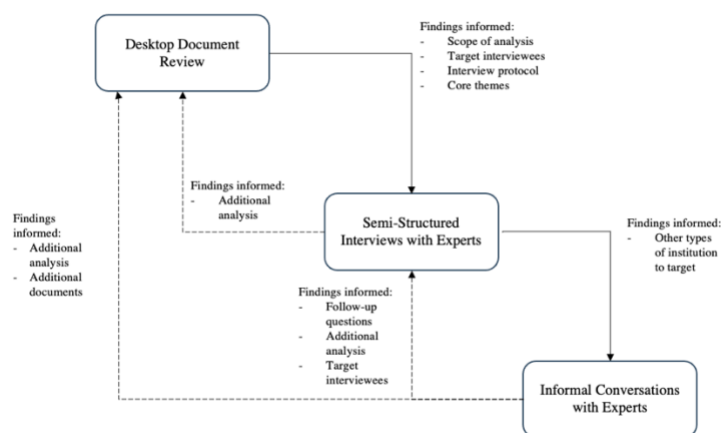 Desktop Document
Review
Findings informed:
- Scope of analysis
- Target interviewees
- Interview protocol
- Core themes
Findings informed:
- Additional
analysis
Semi-Structured
Interviews with Experts
Findings
informed:
- Additional
analysis
- Additional
documents
Findings informed:
- Other types
of institution
to target
Findings informed:
- Follow-up
questions
- Additional
analysis
- Target
interviewees
Informal Conversations
with Experts